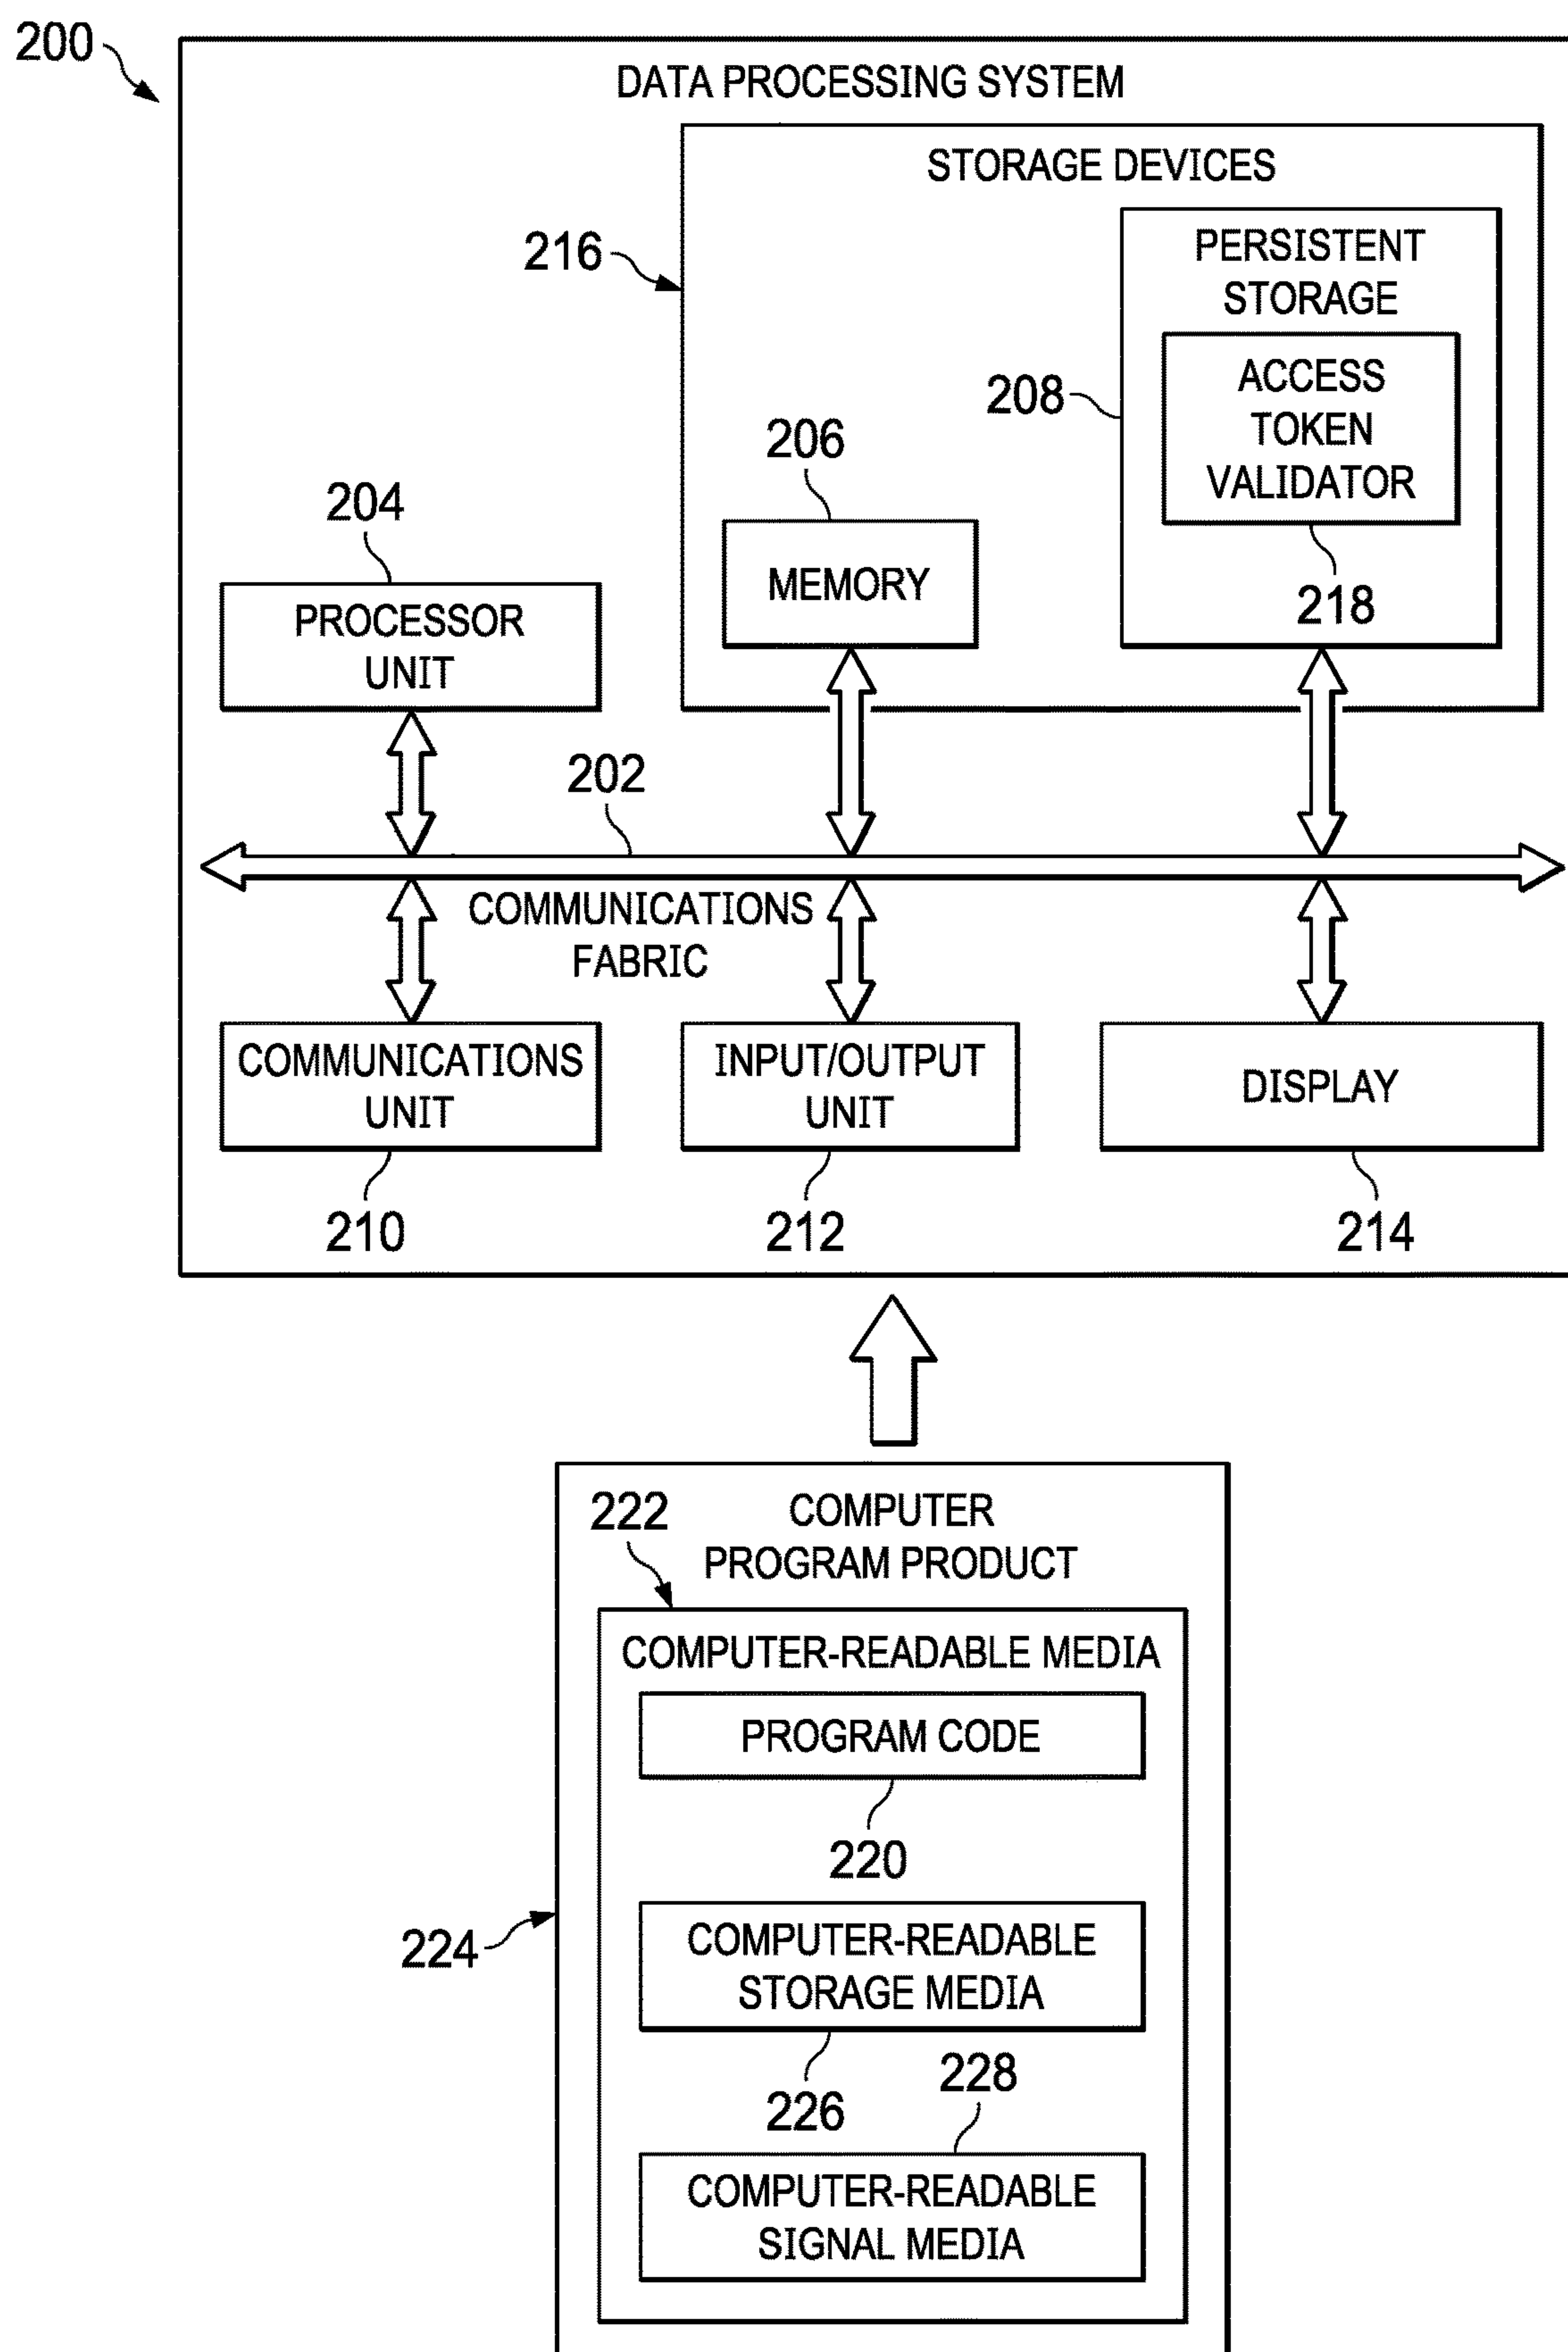 200
DATA PROCESSING SYSTEM
STORAGE DEVICES
216
PERSISTENT
STORAGE
208
ACCESS
TOKEN
VALIDATOR
218
206
MEMORY
204
PROCESSOR
UNIT
202
COMMUNICATIONS
FABRIC
COMMUNICATIONS
UNIT
210
INPUT/OUTPUT
UNIT
212
DISPLAY
214
222
COMPUTER
PROGRAM PRODUCT
COMPUTER-READABLE MEDIA
PROGRAM CODE
220
224
COMPUTER-READABLE
STORAGE MEDIA
226
228
COMPUTER-READABLE
SIGNAL MEDIA